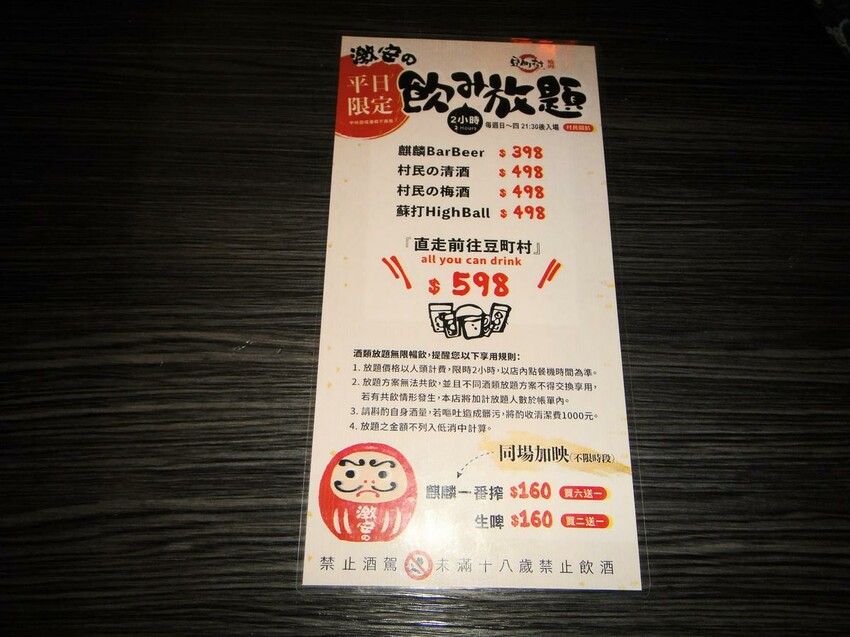 激安の
平日
限定
飲み放題
豆町村
2小時
2 Hours
每週日～四 21:30後入場
麒麟BarBeer $398
村民の清酒 $498
村民の梅酒 $498
蘇打HighBall $498
『直走前往豆町村』
all you can drink
$598
酒類放題無限暢飲，提醒您以下享用規則：
1. 放題價格以人頭計費，限時2小時，以店內點餐機時間為準。
2. 放題方案無法共飲，並且不同酒類放題方案不得交換享用，
若有共飲情形發生，本店將加計放題人數於帳單內。
3. 請斟酌自身酒量，若嘔吐造成髒污，將酌收清潔費1000元。
4. 放題之金額不列入低消中計算。
同場加映(不限時段)
麒麟一番搾 $160 買六送一
生啤 $160 買二送一
激安の
禁止酒駕 未滿十八歲禁止飲酒